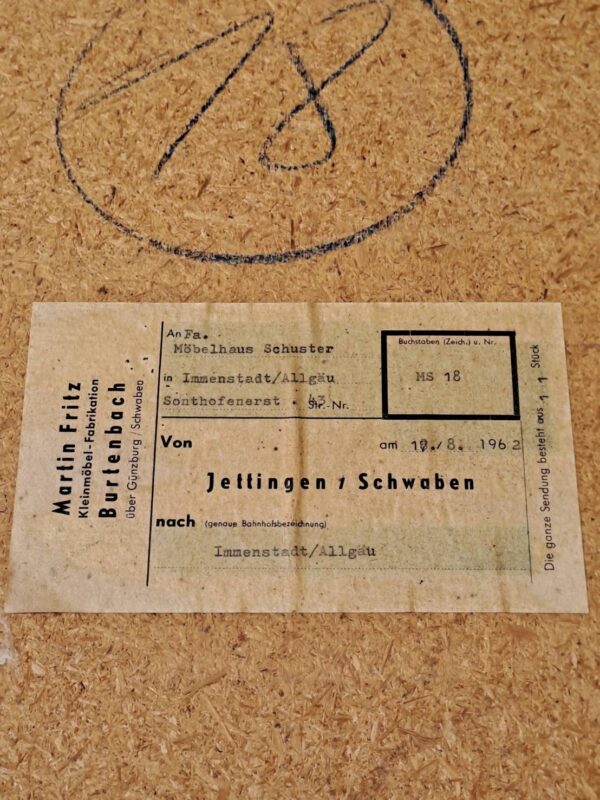 18
Martin Fritz
Kleinmöbel-Fabrikation
Burtenbach
über Günzburg / Schwaben
An Fa.
Möbelhaus Schuster
in Immenstadt/Allgäu
Sonthofenerst. 43 Str.-Nr.
Buchstaben (Zeich.) u. Nr.
MS 18
Von
am /8. 1962
Jettingen / Schwaben
nach (genaue Bahnhofsbezeichnung)
Immenstadt/Allgäu
Die ganze Sendung besteht aus 1 1 Stück